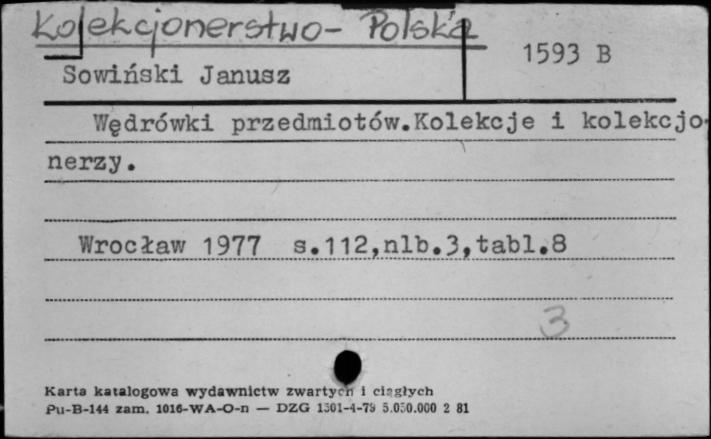 Kolekcjonerstwo - Polska
1593 B
Sowiński Janusz
Wędrówki przedmiotów.Kolekcje i kolekcjo-
nerzy.
Wrocław 1977 s.112,nlb.3,tabl.8
3
Karta katalogowa wydawnictw zwartych i ciągłych
Pu-B-144 zam. 1016-WA-O-n — DZG 1301-4-79 5.050.000 2 81